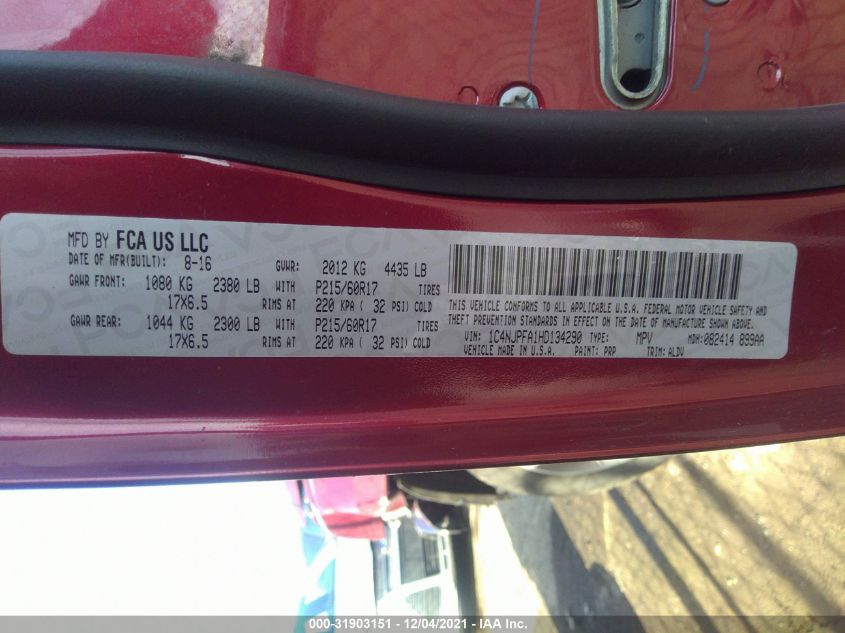 MFD BY FCA US LLC
DATE OF MFR(BUILT): 8-16 GVWR: 2012 KG 4435 LB
GAWR FRONT: 1080 KG 2380 LB WITH P215/60R17 TIRES
17X6.5 RIMS AT 220 KPA ( 32 PSI) COLD
GAWR REAR: 1044 KG 2300 LB WITH P215/60R17 TIRES
17X6.5 RIMS AT 220 KPA ( 32 PSI) COLD
THIS VEHICLE CONFORMS TO ALL APPLICABLE U.S.A. FEDERAL MOTOR VEHICLE SAFETY AND
THEFT PREVENTION STANDARDS IN EFFECT ON THE DATE OF MANUFACTURE SHOWN ABOVE.
VIN: 1C4NJPFA1HD134290 TYPE: MPV MDH:082414 899AA
VEHICLE MADE IN U.S.A. PAINT: PRP TRIM: ALDV
000-31903151 - 12/04/2021 - IAA Inc.